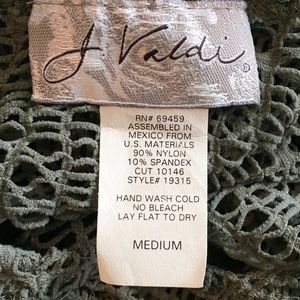 J. Valdi®
RN# 69459
ASSEMBLED IN
MEXICO FROM
U.S. MATERIALS
90% NYLON
10% SPANDEX
CUT 10146
STYLE# 19315
HAND WASH COLD
NO BLEACH
LAY FLAT TO DRY
MEDIUM